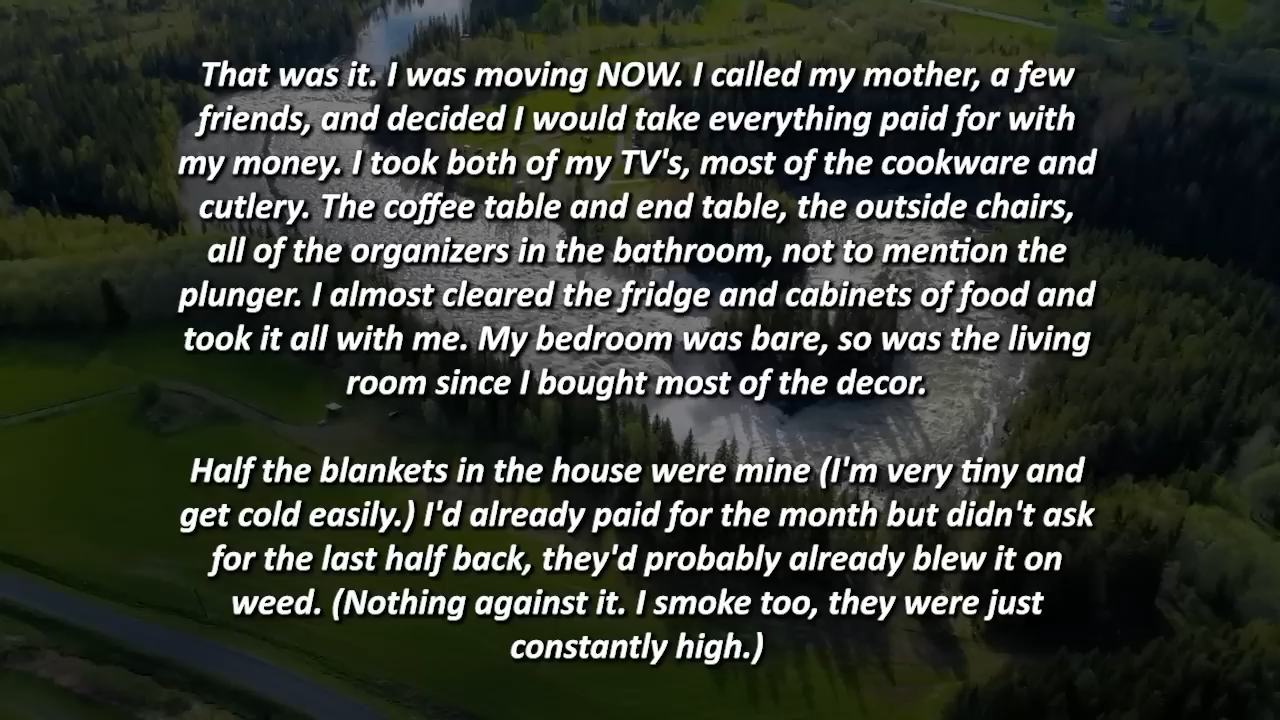 That was it. I was moving NOW. I called my mother, a few
friends, and decided I would take everything paid for with
my money. I took both of my TV's, most of the cookware and
cutlery. The coffee table and end table, the outside chairs,
all of the organizers in the bathroom, not to mention the
plunger. I almost cleared the fridge and cabinets of food and
took it all with me. My bedroom was bare, so was the living
room since I bought most of the decor.
Half the blankets in the house were mine (I'm very tiny and
get cold easily.) I'd already paid for the month but didn't ask
for the last half back, they'd probably already blew it on
weed. (Nothing against it. I smoke too, they were just
constantly high.)